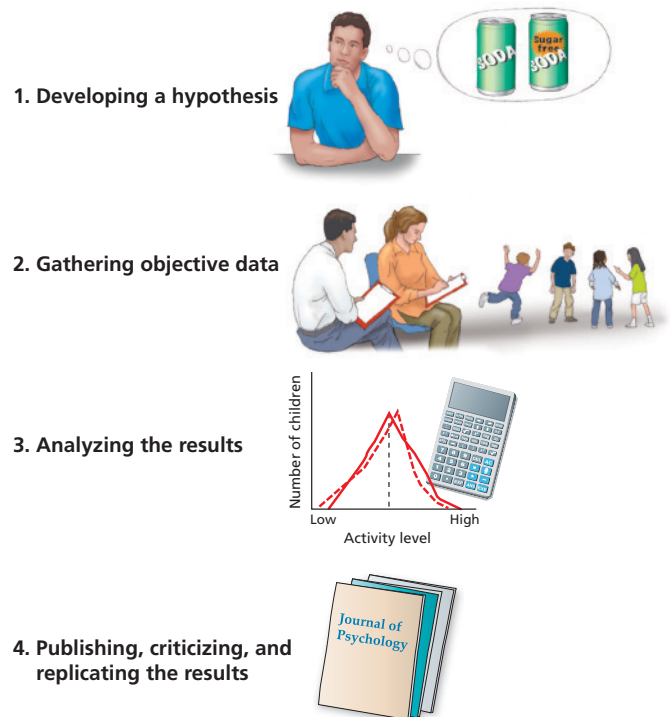 1. Developing a hypothesis
SODA
Sugar
free
SODA
2. Gathering objective data
3. Analyzing the results
Number of children
Low
High
Activity level
4. Publishing, criticizing, and
replicating the results
Journal of
Psychology